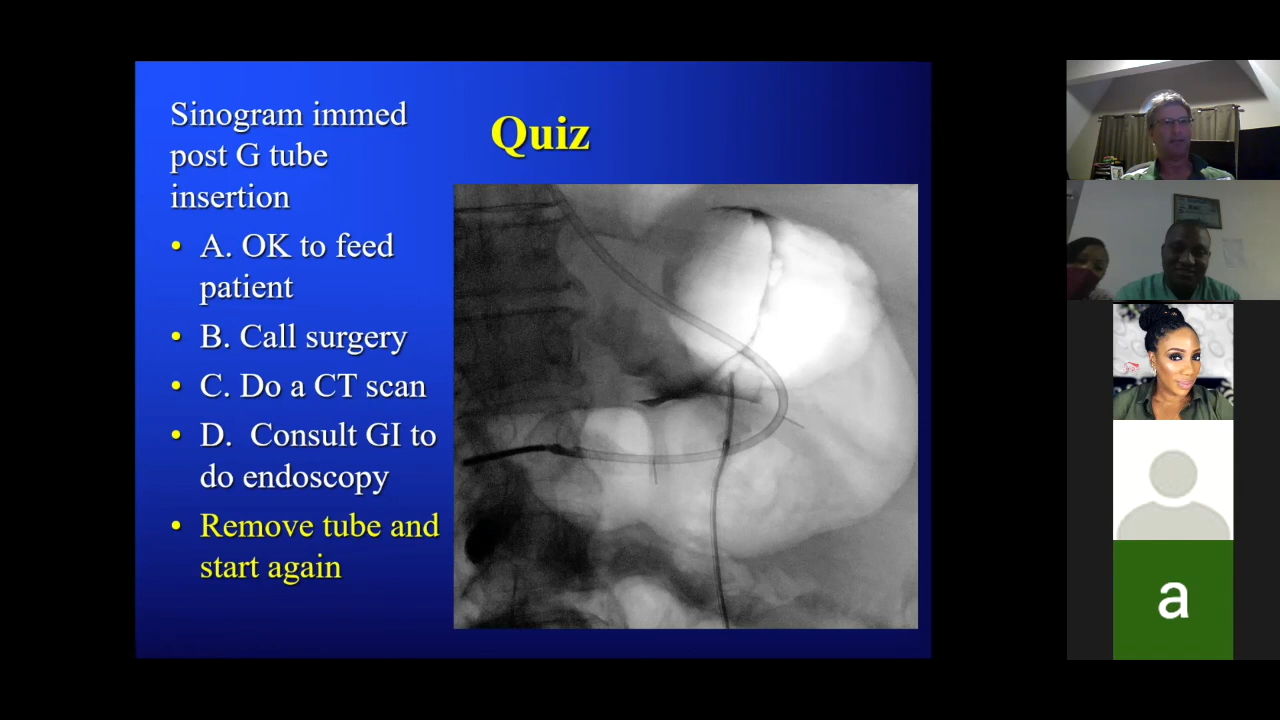 Sinogram immed
post G tube
insertion
Quiz
• A. OK to feed
patient
• B. Call surgery
• C. Do a CT scan
• D. Consult GI to
do endoscopy
• Remove tube and
start again
a